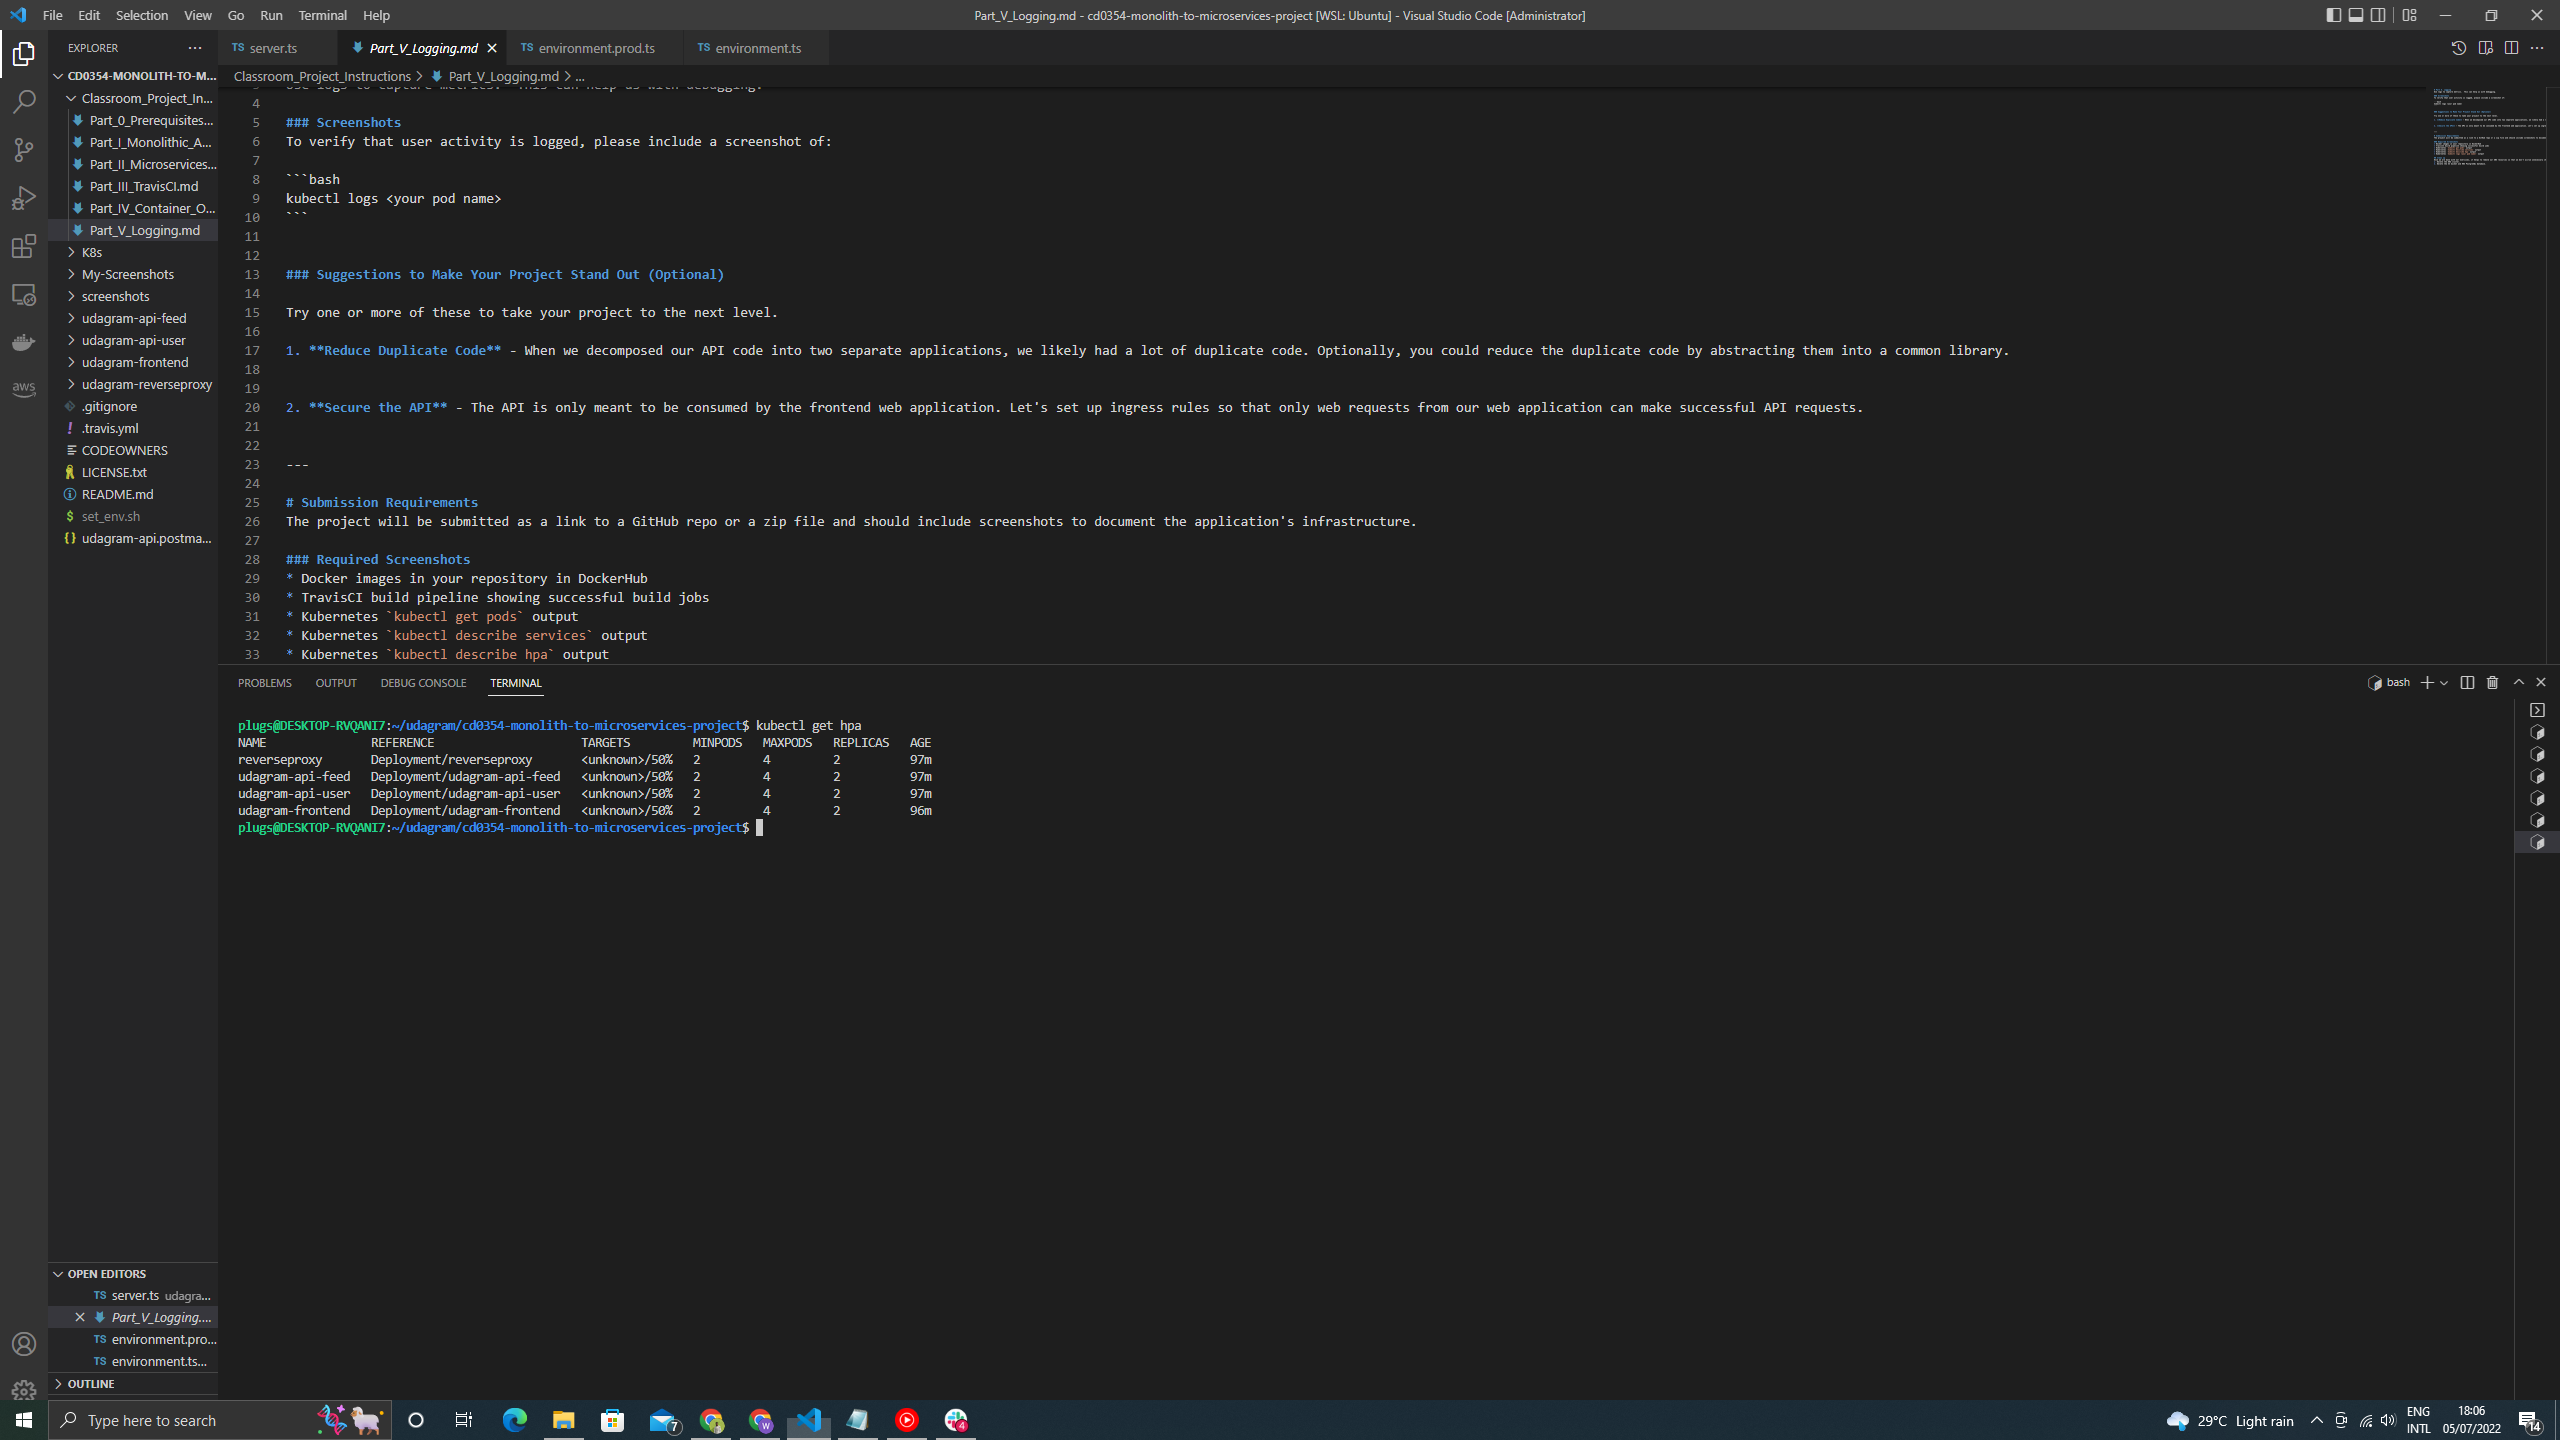 File Edit Selection View Go Run Terminal Help
Part_V_Logging.md - cd0354-monolith-to-microservices-project [WSL: Ubuntu] - Visual Studio Code [Administrator]
EXPLORER
CD0354-MONOLITH-TO-M...
Classroom_Project_In...
Part_0_Prerequisites...
Part_I_Monolithic_A...
Part_II_Microservices...
Part_III_TravisCI.md
Part_IV_Container_O...
Part_V_Logging.md
K8s
My-Screenshots
screenshots
udagram-api-feed
udagram-api-user
udagram-frontend
udagram-reverseproxy
.gitignore
! .travis.yml
CODEOWNERS
LICENSE.txt
README.md
$ set_env.sh
{} udagram-api.postma...
aws
TS server.ts
Part_V_Logging.md
TS environment.prod.ts
TS environment.ts
Classroom_Project_Instructions > Part_V_Logging.md > ...
4
5 ### Screenshots
6 To verify that user activity is logged, please include a screenshot of:
7
8 ```bash
9 kubectl logs <your pod name>
10 ```
11
12
13 ### Suggestions to Make Your Project Stand Out (Optional)
14
15 Try one or more of these to take your project to the next level.
16
17 1. **Reduce Duplicate Code** - When we decomposed our API code into two separate applications, we likely had a lot of duplicate code. Optionally, you could reduce the duplicate code by abstracting them into a common library.
18
19
20 2. **Secure the API** - The API is only meant to be consumed by the frontend web application. Let's set up ingress rules so that only web requests from our web application can make successful API requests.
21
22
23 ---
24
25 # Submission Requirements
26 The project will be submitted as a link to a GitHub repo or a zip file and should include screenshots to document the application's infrastructure.
27
28 ### Required Screenshots
29 * Docker images in your repository in DockerHub
30 * TravisCI build pipeline showing successful build jobs
31 * Kubernetes `kubectl get pods` output
32 * Kubernetes `kubectl describe services` output
33 * Kubernetes `kubectl describe hpa` output
PROBLEMS OUTPUT DEBUG CONSOLE TERMINAL
bash
plugs@DESKTOP-RVQANI7:~/udagram/cd0354-monolith-to-microservices-project$ kubectl get hpa
NAME REFERENCE TARGETS MINPODS MAXPODS REPLICAS AGE
reverseproxy Deployment/reverseproxy <unknown>/50% 2 4 2 97m
udagram-api-feed Deployment/udagram-api-feed <unknown>/50% 2 4 2 97m
udagram-api-user Deployment/udagram-api-user <unknown>/50% 2 4 2 97m
udagram-frontend Deployment/udagram-frontend <unknown>/50% 2 4 2 96m
plugs@DESKTOP-RVQANI7:~/udagram/cd0354-monolith-to-microservices-project$
OPEN EDITORS
TS server.ts udagra...
Part_V_Logging....
TS environment.pro...
TS environment.ts...
OUTLINE
Type here to search
7
4
29°C Light rain
ENG
INTL
18:06
05/07/2022
14